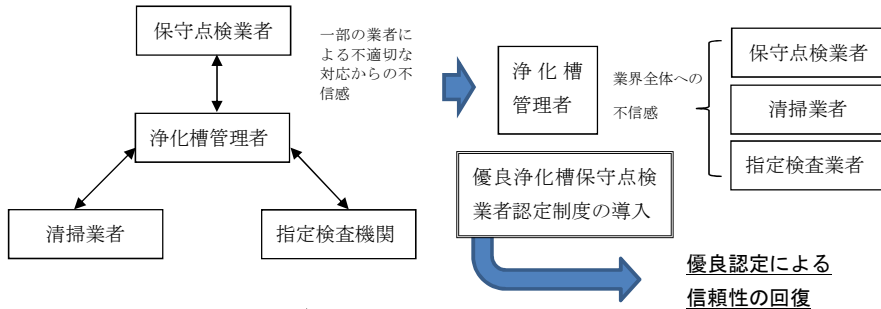 保守点検業者
一部の業者に
よる不適切な
対応からの不
信感
浄化槽管理者
清掃業者
指定検査機関
浄化槽
管理者
業界全体への
不信感
保守点検業者
清掃業者
指定検査業者
優良浄化槽保守点検
業者認定制度の導入
優良認定による
信頼性の回復